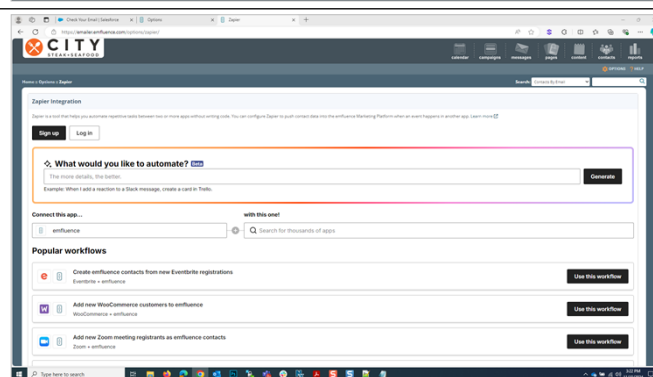 Check Your Email | Salesforce
Options
Zapier
https://emailer.emfluence.com/options/zapier/
CITY
STEAK+SEAFOOD
calendar
campaigns
messages
pages
content
contacts
reports
OPTIONS
? HELP
Home > Options > Zapier
Search:
Contacts By Email
Zapier Integration
Zapier is a tool that helps you automate repetitive tasks between two or more apps without writing code. You can configure Zapier to push contact data into the emfluence Marketing Platform when an event happens in another app. Learn more
Sign up
Log in
What would you like to automate? Beta
The more details, the better.
Generate
Example: When I add a reaction to a Slack message, create a card in Trello.
Connect this app...
with this one!
emfluence
Search for thousands of apps
Popular workflows
Create emfluence contacts from new Eventbrite registrations
Eventbrite + emfluence
Use this workflow
Add new WooCommerce customers to emfluence
WooCommerce + emfluence
Use this workflow
Add new Zoom meeting registrants as emfluence contacts
Zoom + emfluence
Use this workflow
Type here to search